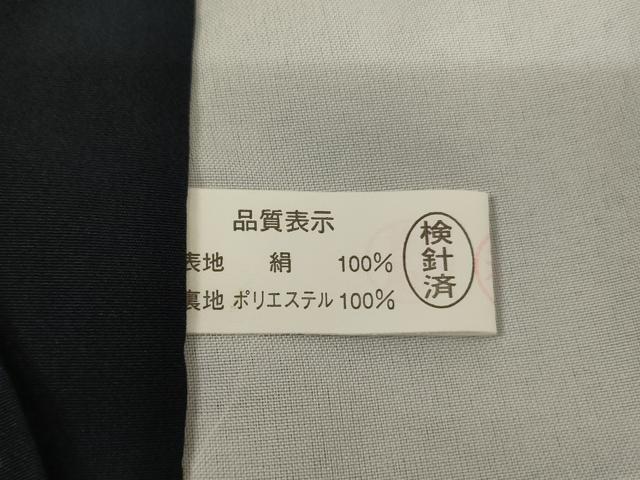 品質表示
表地 絹 100%
裏地 ポリエステル 100%
検針済